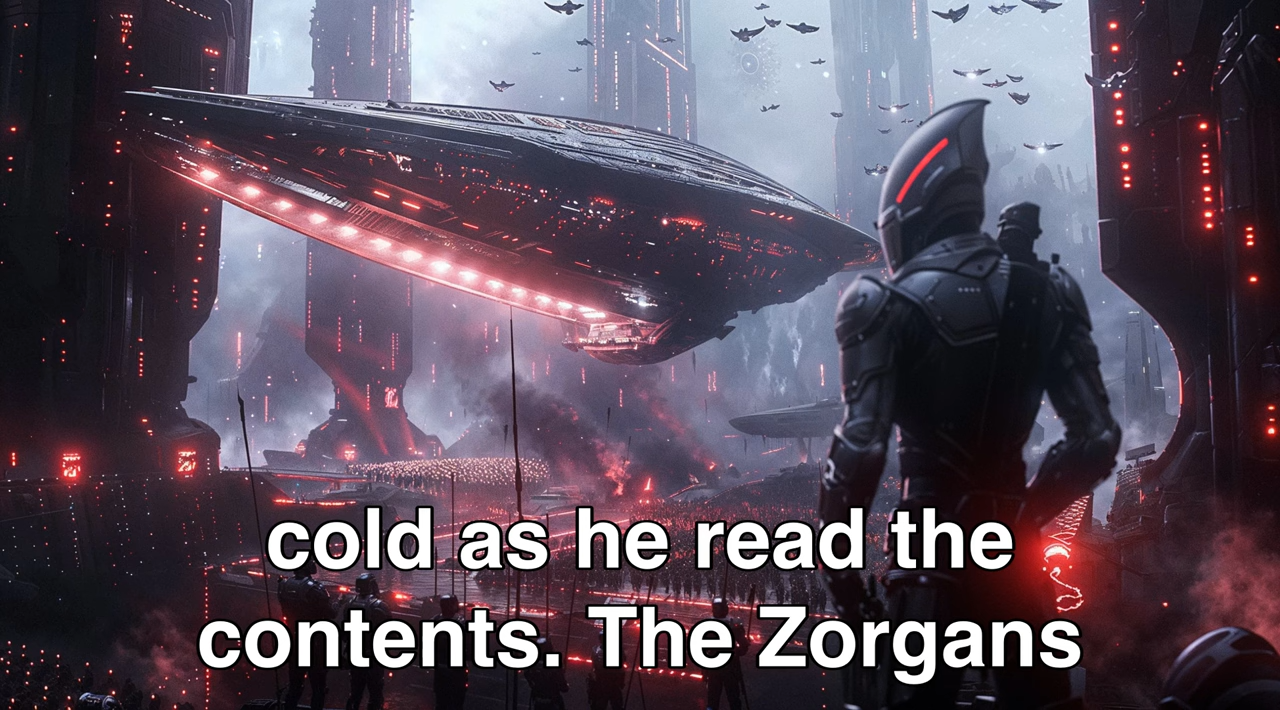 cold as he read the
contents. The Zorgans